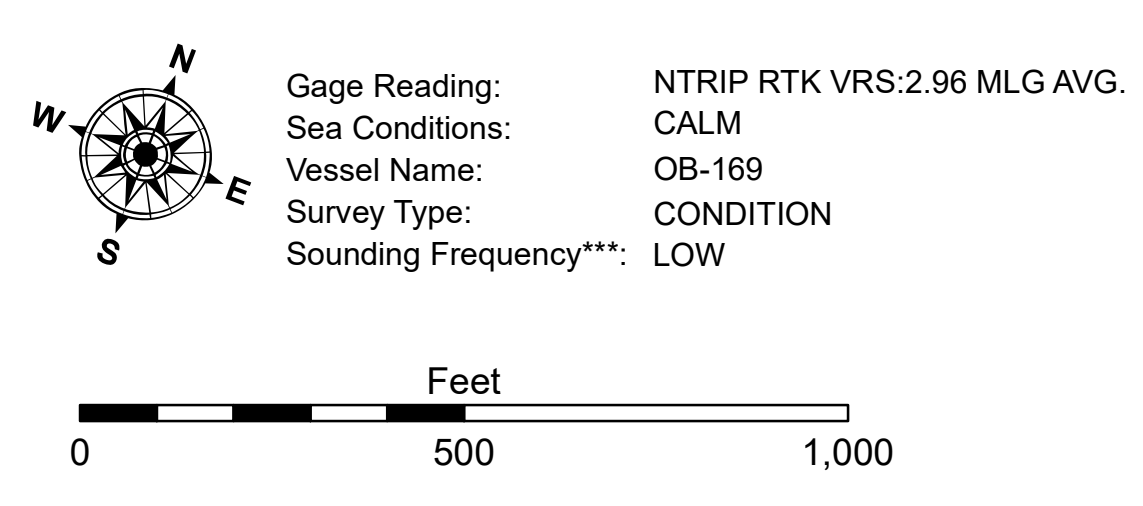 N
W
E
S
Gage Reading: NTRIP RTK VRS:2.96 MLG AVG.
Sea Conditions: CALM
Vessel Name: OB-169
Survey Type: CONDITION
Sounding Frequency***: LOW
Feet
0 500 1,000